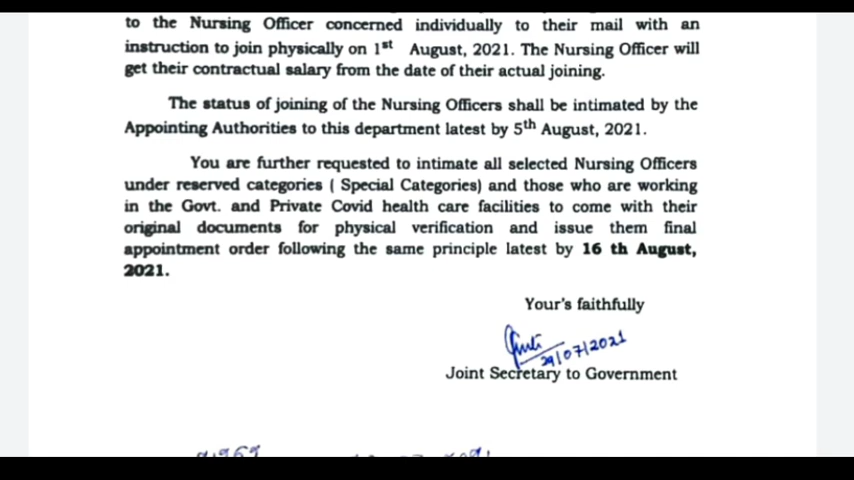 to the Nursing Officer concerned individually to their mail with an
instruction to join physically on 1st August, 2021. The Nursing Officer will
get their contractual salary from the date of their actual joining.
The status of joining of the Nursing Officers shall be intimated by the
Appointing Authorities to this department latest by 5th August, 2021.
You are further requested to intimate all selected Nursing Officers
under reserved categories ( Special Categories) and those who are working
in the Govt. and Private Covid health care facilities to come with their
original documents for physical verification and issue them final
appointment order following the same principle latest by 16 th August,
2021.
Your's faithfully
29/07/2021
Joint Secretary to Government